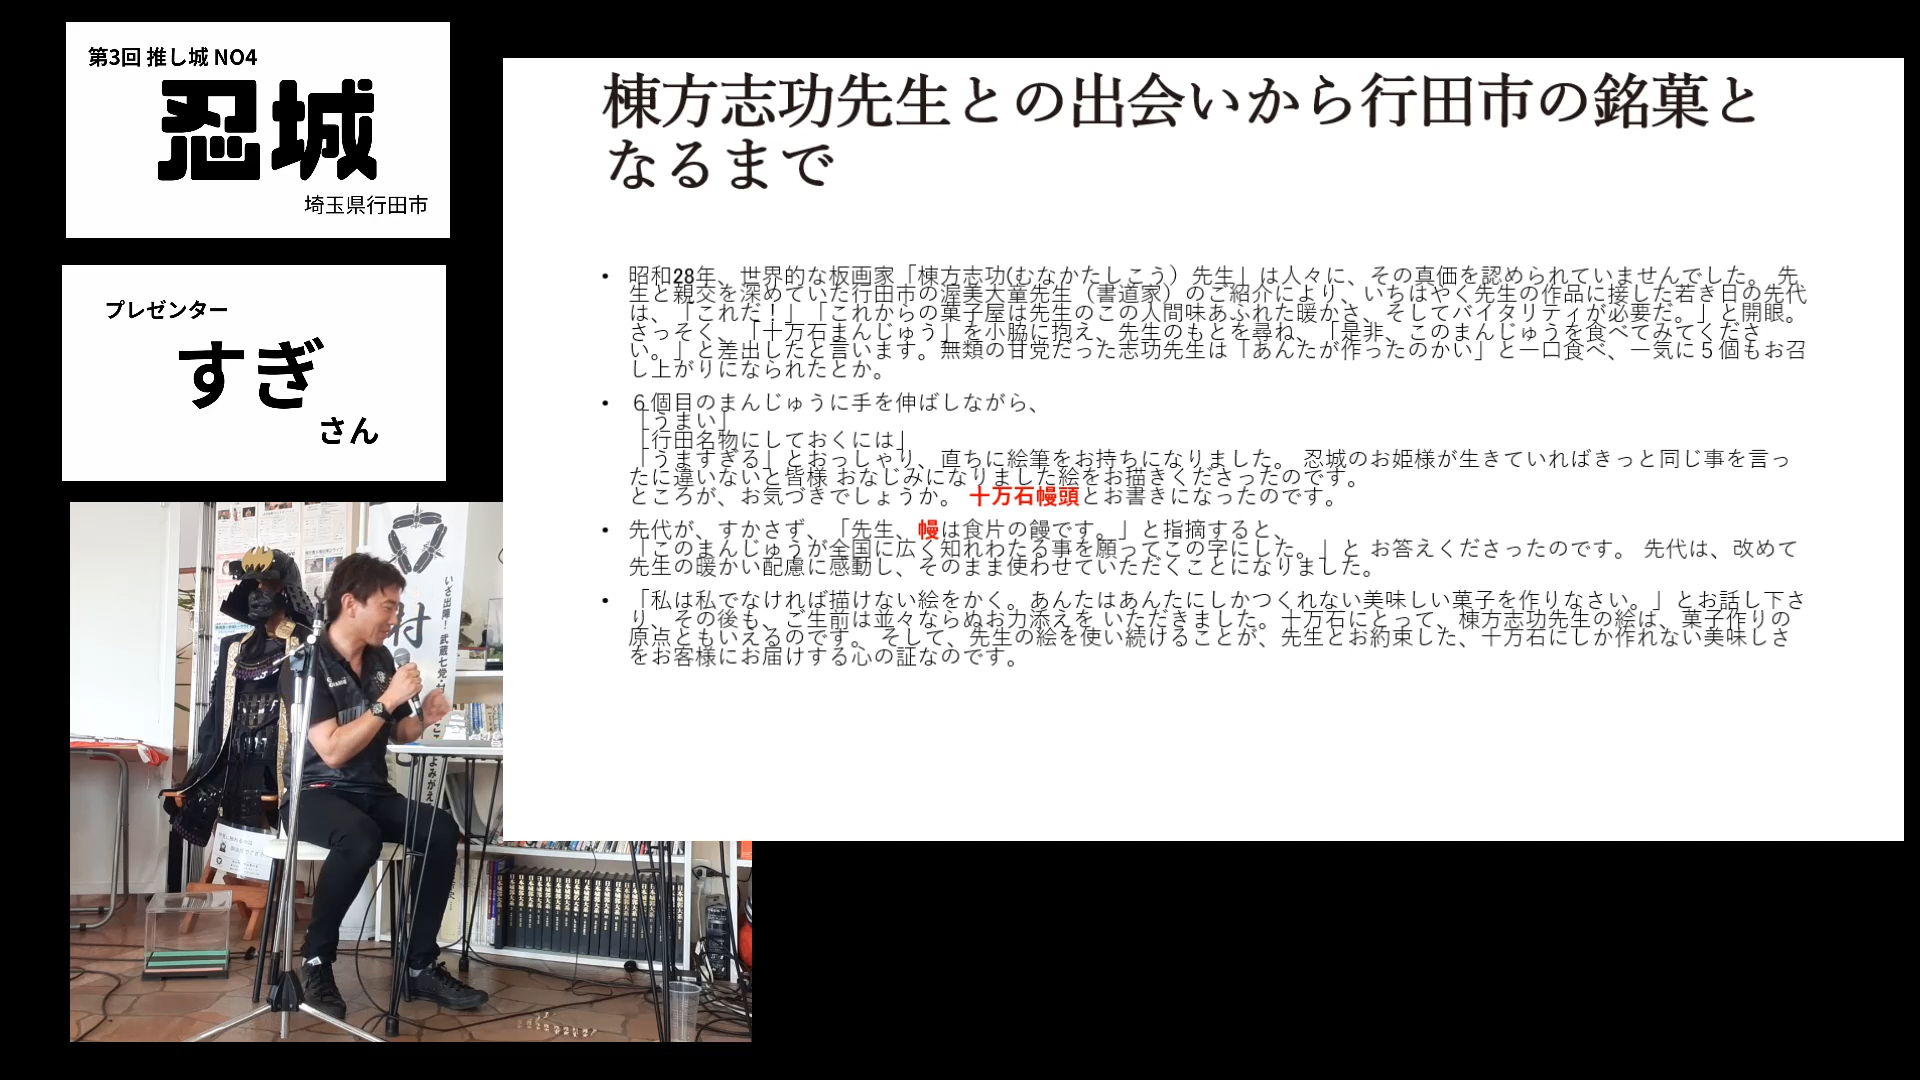 第3回 推し城 NO4
忍城
埼玉県行田市
プレゼンター
すぎ
さん
棟方志功先生との出会いから行田市の銘菓と
なるまで
• 昭和28年、世界的な板画家「棟方志功(むなかたしこう）先生」は人々に、その真価を認められていませんでした。 先
生と親交を深めていた行田市の渥美大童先生（書道家）のご紹介により、いちはやく先生の作品に接した若き日の先代
は、「これだ！」「これからの菓子屋は先生のこの人間味あふれた暖かさ、そしてバイタリティが必要だ。」と開眼。
さっそく、「十万石まんじゅう」を小脇に抱え、先生のもとを尋ね、「是非、このまんじゅうを食べてみてくださ
い。」と差出したと言います。無類の甘党だった志功先生は「あんたが作ったのかい」と一口食べ、一気に５個もお召
し上がりになられたとか。
• ６個目のまんじゅうに手を伸ばしながら、
「うまい」
「行田名物にしておくには」
「うますぎる」とおっしゃり、直ちに絵筆をお持ちになりました。 忍城のお姫様が生きていればきっと同じ事を言っ
たに違いないと皆様 おなじみになりました絵をお描きくださったのです。
ところが、お気づきでしょうか。 十万石幔頭とお書きになったのです。
• 先代が、すかさず、「先生、幔は食片の饅です。」と指摘すると、
「このまんじゅうが全国に広く知れわたる事を願ってこの字にした。」と お答えくださったのです。 先代は、改めて
先生の暖かい配慮に感動し、そのまま使わせていただくことになりました。
• 「私は私でなければ描けない絵をかく。あんたはあんたにしかつくれない美味しい菓子を作りなさい。」とお話し下さ
り、その後も、ご生前は並々ならぬお力添えを いただきました。十万石にとって、棟方志功先生の絵は、菓子作りの
原点ともいえるのです。 そして、先生の絵を使い続けることが、先生とお約束した、十万石にしか作れない美味しさ
をお客様にお届けする心の証なのです。
いざ出陣！武蔵七党・村
村
よみがえ
日本城郭大系